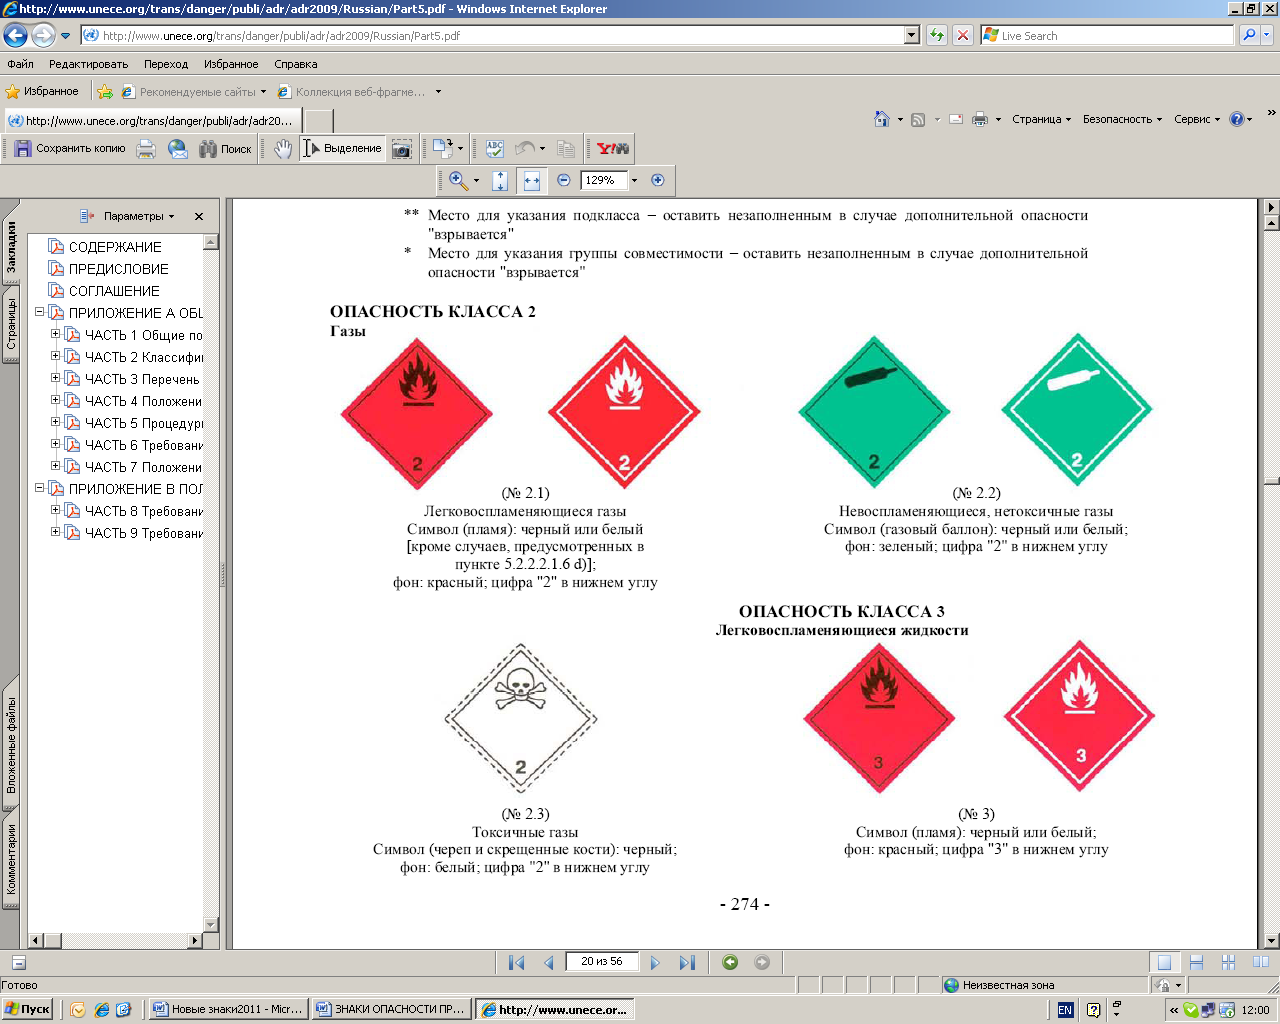 http://www.unece.org/trans/danger/publi/adr/adr2009/Russian/Part5.pdf - Windows Internet Explorer
http://www.unece.org/trans/danger/publi/adr/adr2009/Russian/Part5.pdf
Live Search
Файл Редактировать Переход Избранное Справка
Избранное Рекомендуемые сайты Коллекция веб-фрагме...
http://www.unece.org/trans/danger/publi/adr/adr20...
Страница Безопасность Сервис »
Сохранить копию Поиск Выделение Y!
129%
Закладки
Страницы
Вложенные файлы
Комментарии
Параметры
СОДЕРЖАНИЕ
ПРЕДИСЛОВИЕ
СОГЛАШЕНИЕ
ПРИЛОЖЕНИЕ А ОБЩ
ЧАСТЬ 1 Общие по
ЧАСТЬ 2 Классифи
ЧАСТЬ 3 Перечень
ЧАСТЬ 4 Положени
ЧАСТЬ 5 Процедур
ЧАСТЬ 6 Требовани
ЧАСТЬ 7 Положени
ПРИЛОЖЕНИЕ В ПОЛ
ЧАСТЬ 8 Требовани
ЧАСТЬ 9 Требовани
** Место для указания подкласса – оставить незаполненным в случае дополнительной опасности
"взрывается"
* Место для указания группы совместимости – оставить незаполненным в случае дополнительной
опасности "взрывается"
ОПАСНОСТЬ КЛАССА 2
Газы
2
2
2
2
(№ 2.1)
Легковоспламеняющиеся газы
Символ (пламя): черный или белый
[кроме случаев, предусмотренных в
пункте 5.2.2.2.1.6 d)];
фон: красный; цифра "2" в нижнем углу
(№ 2.2)
Невоспламеняющиеся, нетоксичные газы
Символ (газовый баллон): черный или белый;
фон: зеленый; цифра "2" в нижнем углу
ОПАСНОСТЬ КЛАССА 3
Легковоспламеняющиеся жидкости
2
3
3
(№ 2.3)
Токсичные газы
Символ (череп и скрещенные кости): черный;
фон: белый; цифра "2" в нижнем углу
(№ 3)
Символ (пламя): черный или белый;
фон: красный; цифра "3" в нижнем углу
- 274 -
20 из 56
Готово
Неизвестная зона
Пуск Новые знаки2011 - Micr... ЗНАКИ ОПАСНОСТИ ПР... http://www.unece.or...
EN « 12:00